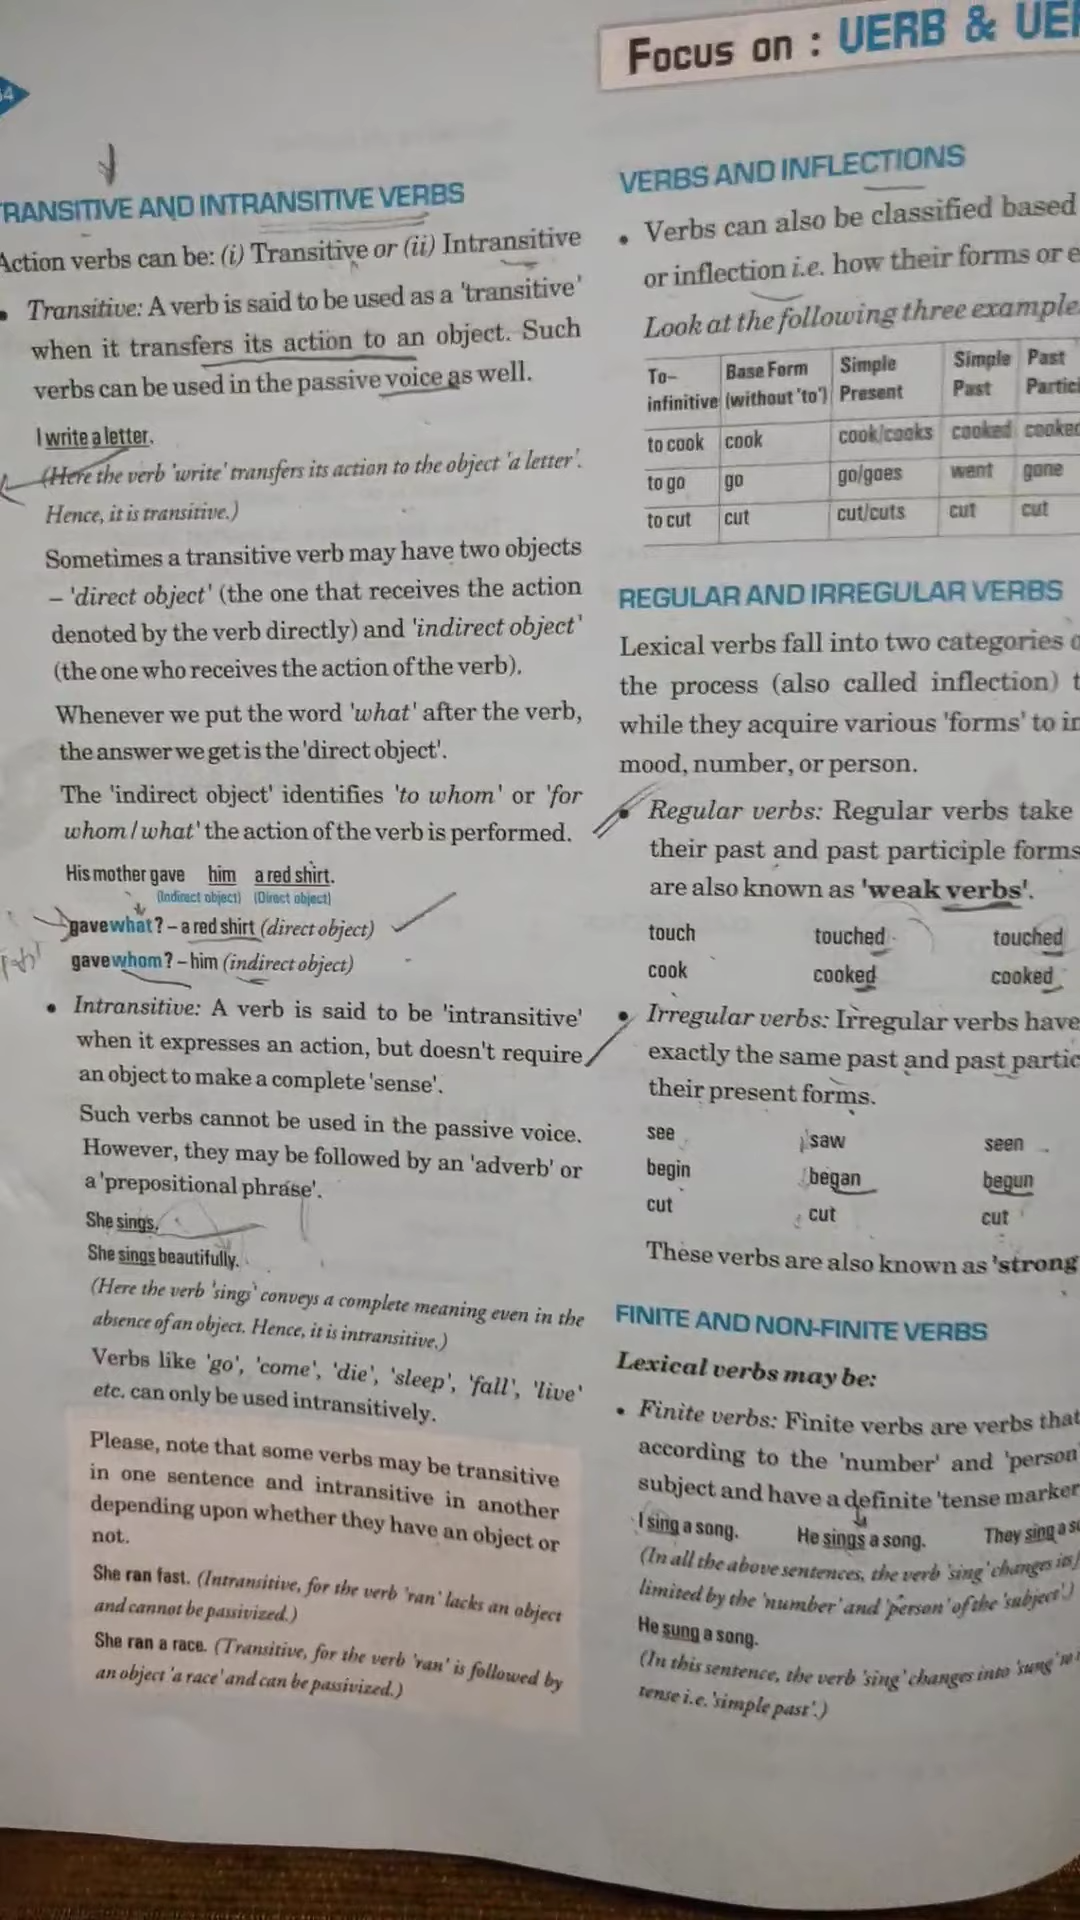 Focus on : VERB & VE
54
TRANSITIVE AND INTRANSITIVE VERBS
Action verbs can be: (i) Transitive or (ii) Intransitive
• Transitive: A verb is said to be used as a 'transitive'
when it transfers its action to an object. Such
verbs can be used in the passive voice as well.
I write a letter.
(Here the verb 'write' transfers its action to the object 'a letter'.
Hence, it is transitive.)
Sometimes a transitive verb may have two objects
– 'direct object' (the one that receives the action
denoted by the verb directly) and 'indirect object'
(the one who receives the action of the verb).
Whenever we put the word 'what' after the verb,
the answer we get is the 'direct object'.
The 'indirect object' identifies 'to whom' or 'for
whom/what' the action of the verb is performed.
His mother gave him a red shirt.
(Indirect object) (Direct object)
gave what? – a red shirt (direct object)
gave whom? – him (indirect object)
• Intransitive: A verb is said to be 'intransitive'
when it expresses an action, but doesn't require
an object to make a complete 'sense'.
Such verbs cannot be used in the passive voice.
However, they may be followed by an 'adverb' or
a 'prepositional phrase'.
She sings.
She sings beautifully.
(Here the verb 'sings' conveys a complete meaning even in the
absence of an object. Hence, it is intransitive.)
Verbs like 'go', 'come', 'die', 'sleep', 'fall', 'live'
etc. can only be used intransitively.
Please, note that some verbs may be transitive
in one sentence and intransitive in another
depending upon whether they have an object or
not.
She ran fast. (Intransitive, for the verb 'ran' lacks an object
and cannot be passivized.)
She ran a race. (Transitive, for the verb 'ran' is followed by
an object 'a race' and can be passivized.)
VERBS AND INFLECTIONS
• Verbs can also be classified based
or inflection i.e. how their forms or e
Look at the following three example
To- Base Form Simple Simple Past
infinitive (without 'to') Present Past Partici
to cook cook cook/cooks cooked cooked
to go go go/goes went gone
to cut cut cut/cuts cut cut
REGULAR AND IRREGULAR VERBS
Lexical verbs fall into two categories
the process (also called inflection) t
while they acquire various 'forms' to in
mood, number, or person.
• Regular verbs: Regular verbs take
their past and past participle forms
are also known as 'weak verbs'.
touch touched touched
cook cooked cooked
• Irregular verbs: Irregular verbs have
exactly the same past and past partic
their present forms.
see saw seen
begin began begun
cut cut cut
These verbs are also known as 'strong
FINITE AND NON-FINITE VERBS
Lexical verbs may be:
• Finite verbs: Finite verbs are verbs that
according to the 'number' and 'person'
subject and have a definite 'tense marker
I sing a song. He sings a song. They sing a so
(In all the above sentences, the verb 'sing' changes its f
limited by the 'number' and 'person' of the 'subject'.)
He sung a song.
(In this sentence, the verb 'sing' changes into 'sung'
tense i.e. 'simple past'.)